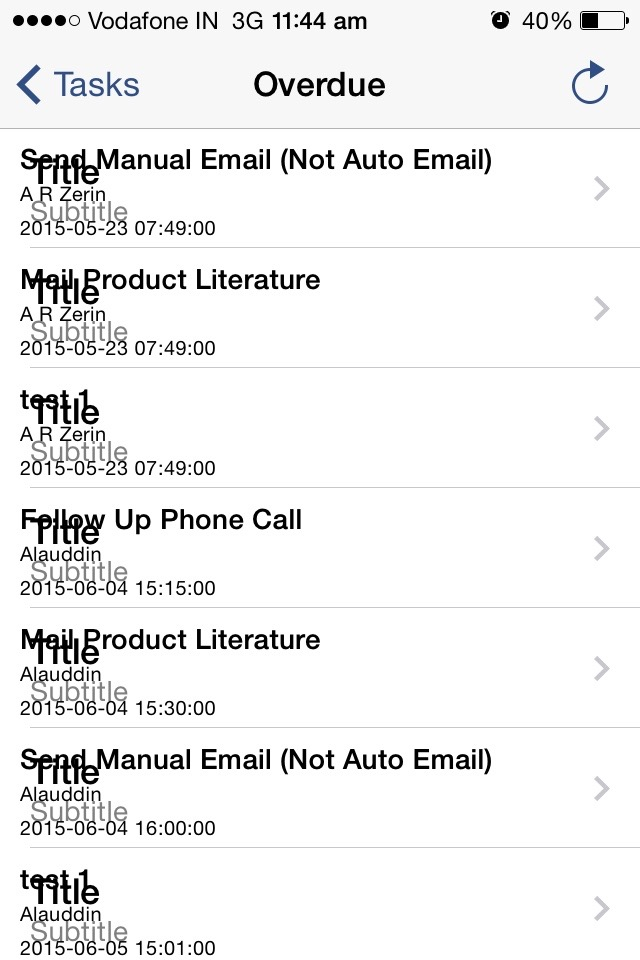 Vodafone IN 3G 11:44 am 40%
Tasks Overdue
Send Manual Email (Not Auto Email)
Title
A R Zerin
Subtitle
2015-05-23 07:49:00
Mail Product Literature
Title
A R Zerin
Subtitle
2015-05-23 07:49:00
test 1
Title
A R Zerin
Subtitle
2015-05-23 07:49:00
Follow Up Phone Call
Title
Alauddin
Subtitle
2015-06-04 15:15:00
Mail Product Literature
Title
Alauddin
Subtitle
2015-06-04 15:30:00
Send Manual Email (Not Auto Email)
Title
Alauddin
Subtitle
2015-06-04 16:00:00
test 1
Title
Alauddin
Subtitle
2015-06-05 15:01:00